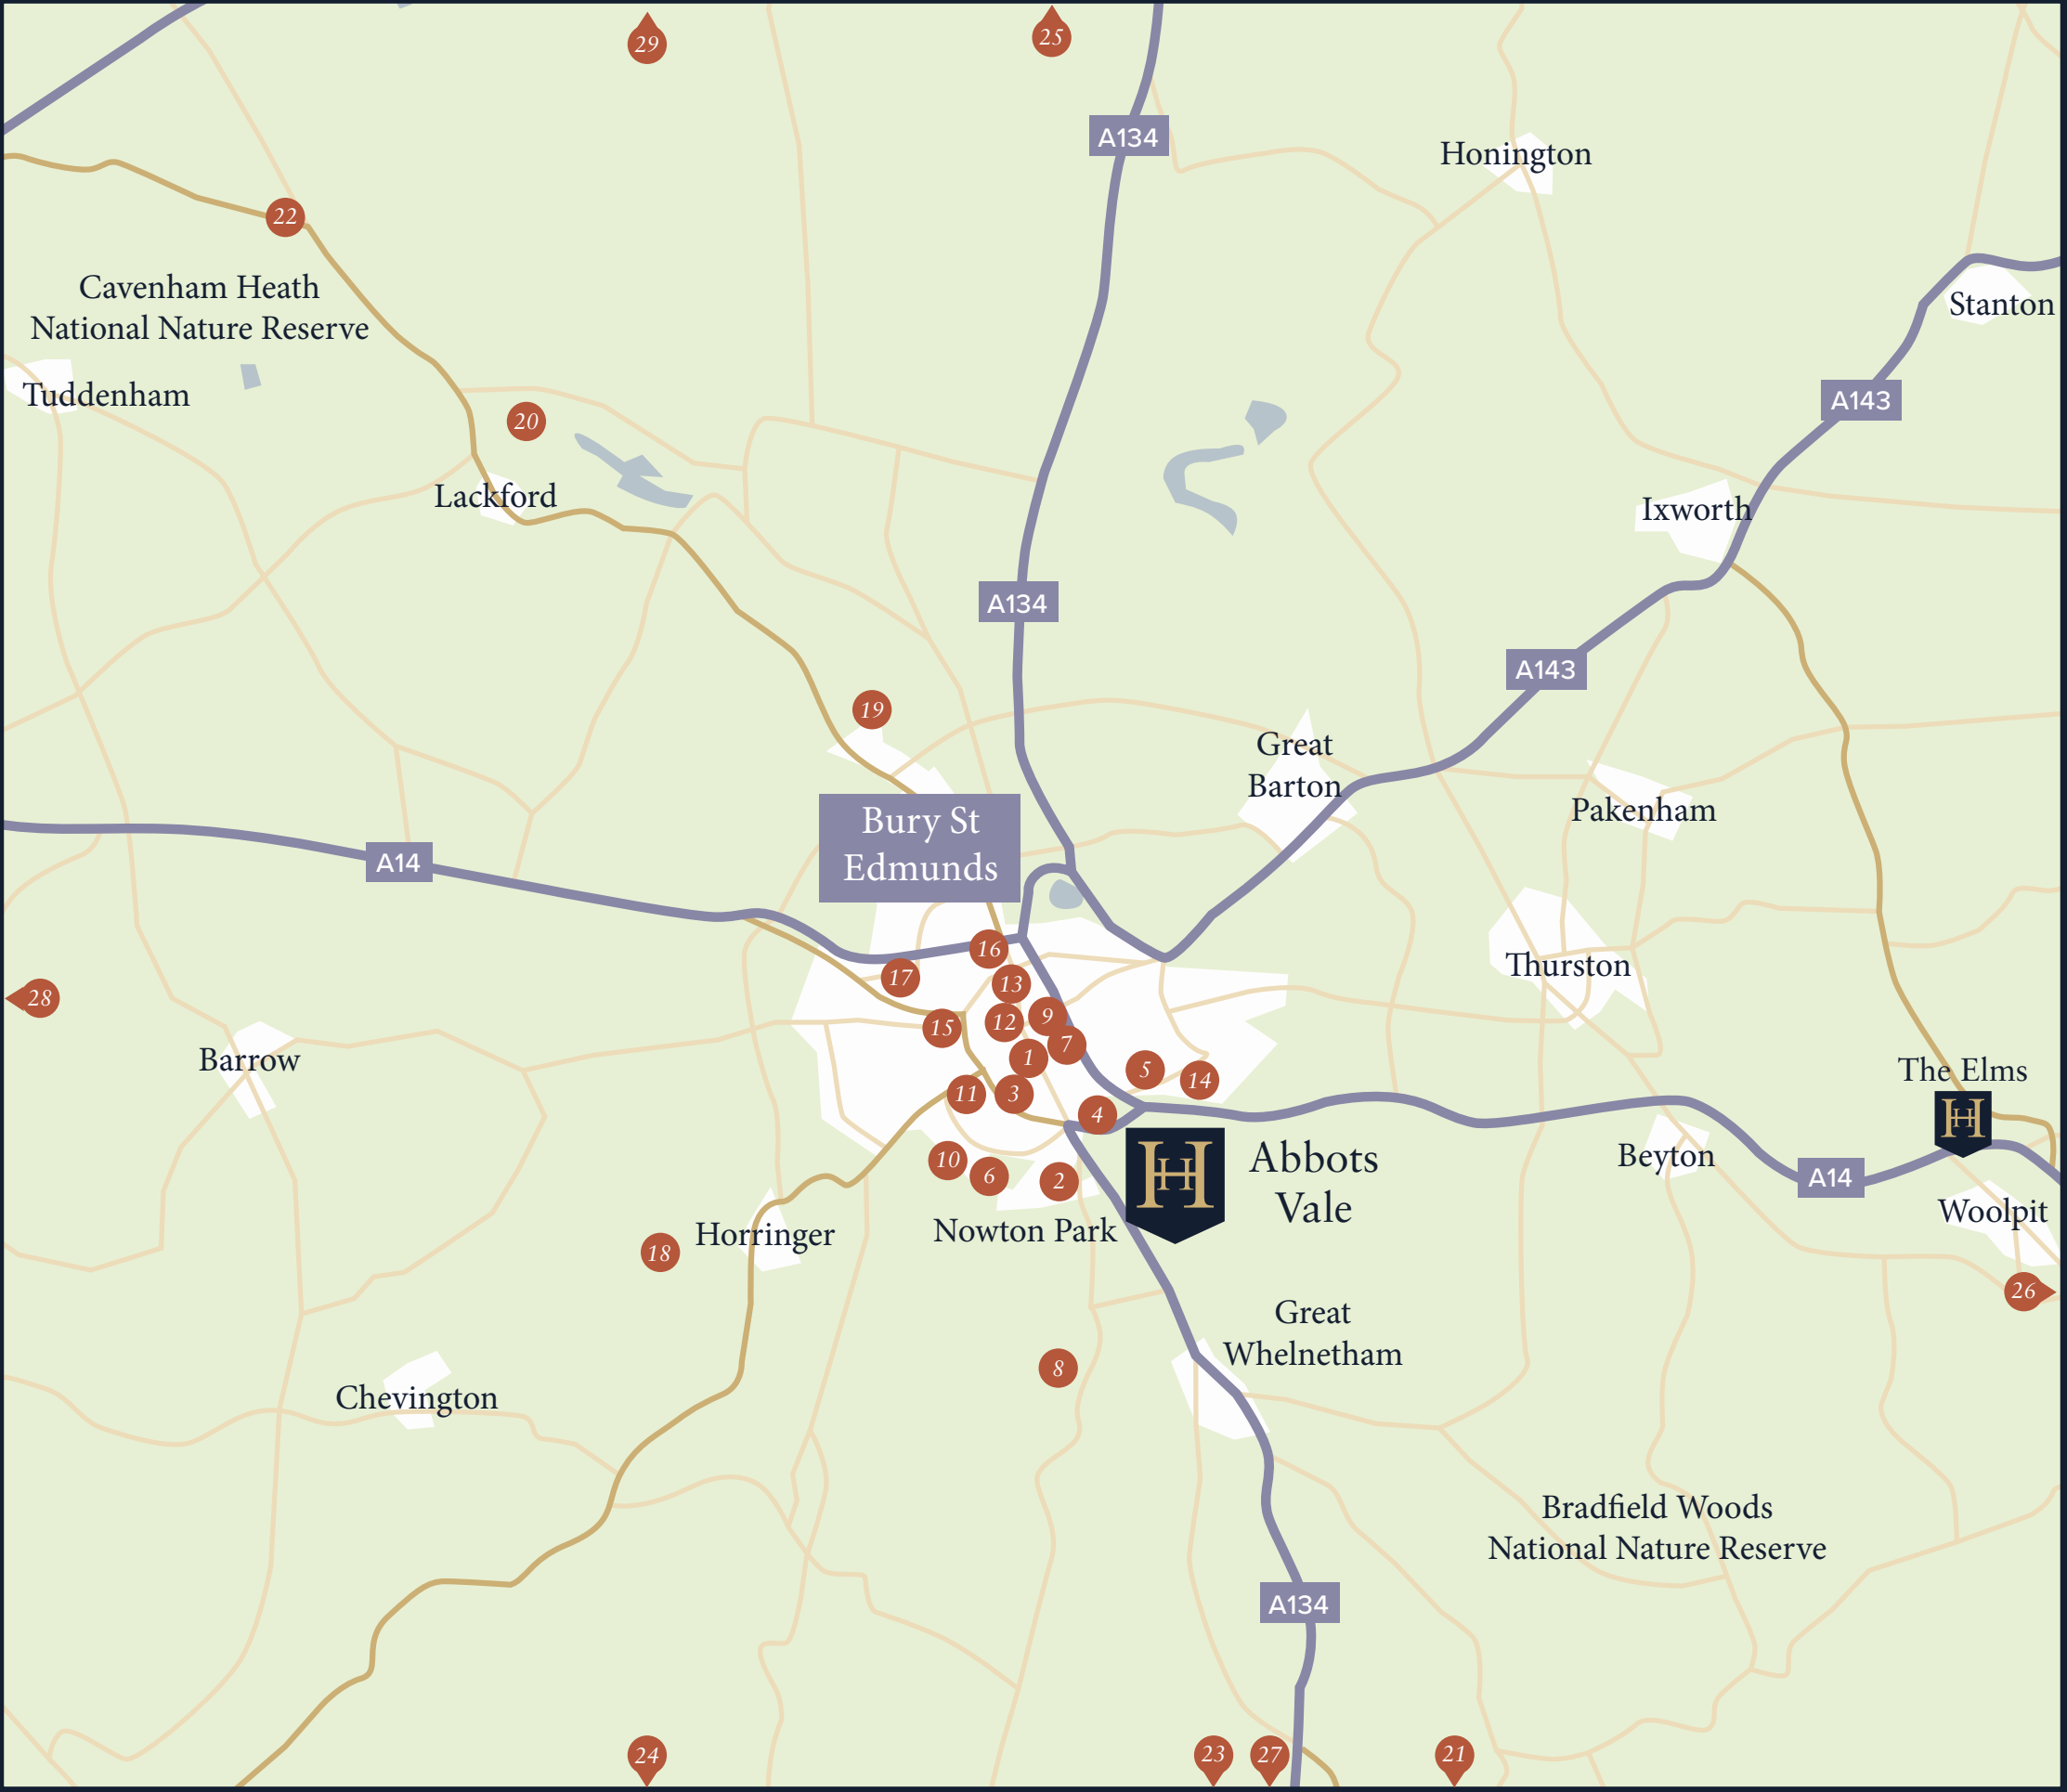 29
25
A134
Honington
22
Cavenham Heath
National Nature Reserve
Stanton
Tuddenham
A143
20
Lackford
Ixworth
A134
A143
19
Great
Barton
Pakenham
Bury St
Edmunds
A14
16
17
Thurston
13
28
12
9
15
7
Barrow
1
5
14
The Elms
11
3
4
H
H
Beyton
10
6
2
H
H
Abbots
Vale
A14
Woolpit
Nowton Park
Horringer
18
26
Great
Whelnetham
8
Chevington
Bradfield Woods
National Nature Reserve
A134
24
23
27
21